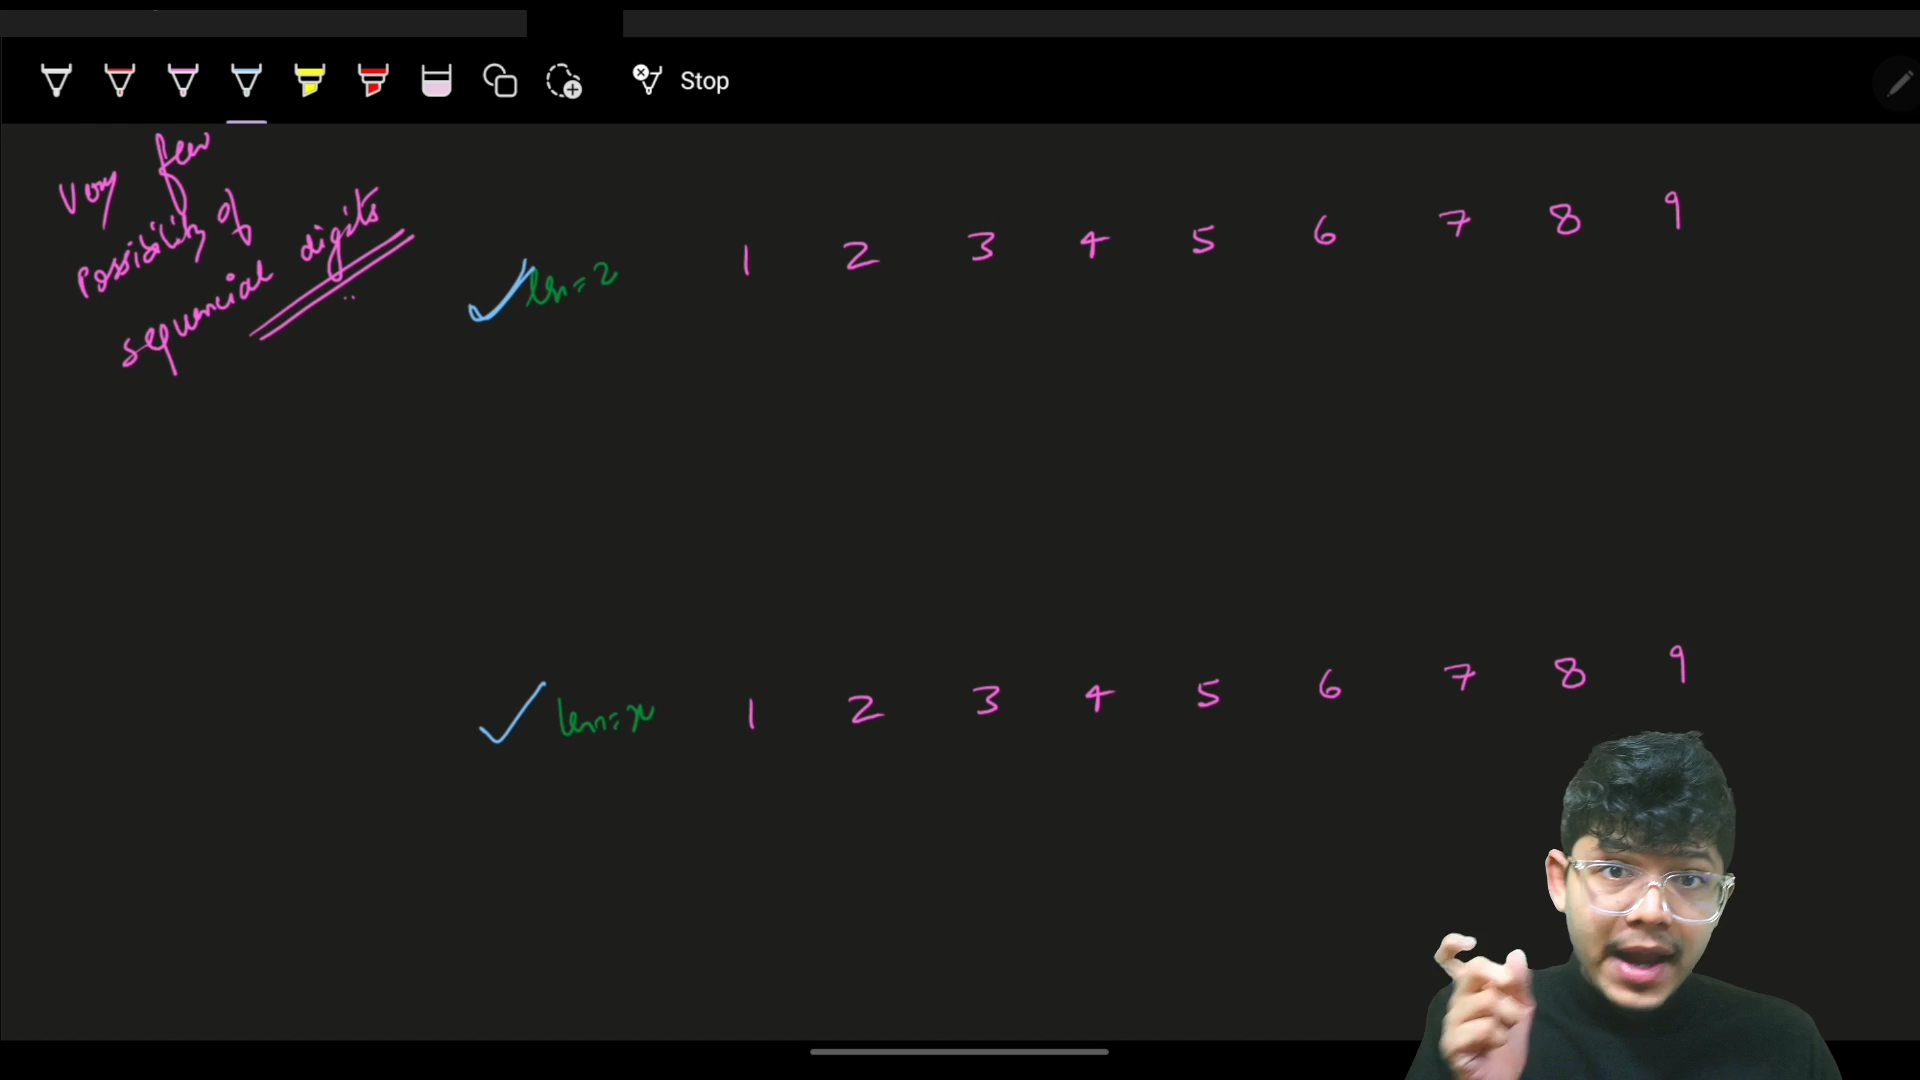 Stop
Very few
possibility of
sequencial digits
len=2 1 2 3 4 5 6 7 8 9
len=x 1 2 3 4 5 6 7 8 9